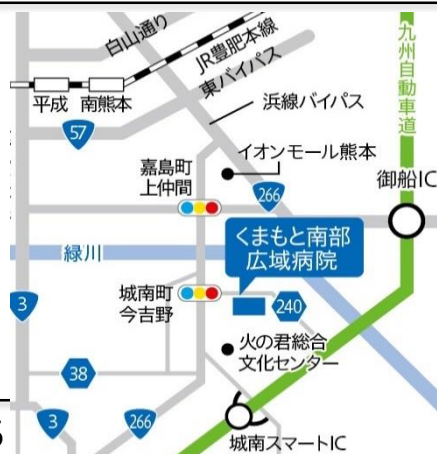 白山通り
JR豊肥本線
東バイパス
九州自動車道
平成
南熊本
浜線バイパス
57
嘉島町
上仲間
イオンモール熊本
266
御船IC
くまもと南部
広域病院
緑川
3
城南町
今吉野
240
火の君総合
文化センター
38
3
266
城南スマートIC